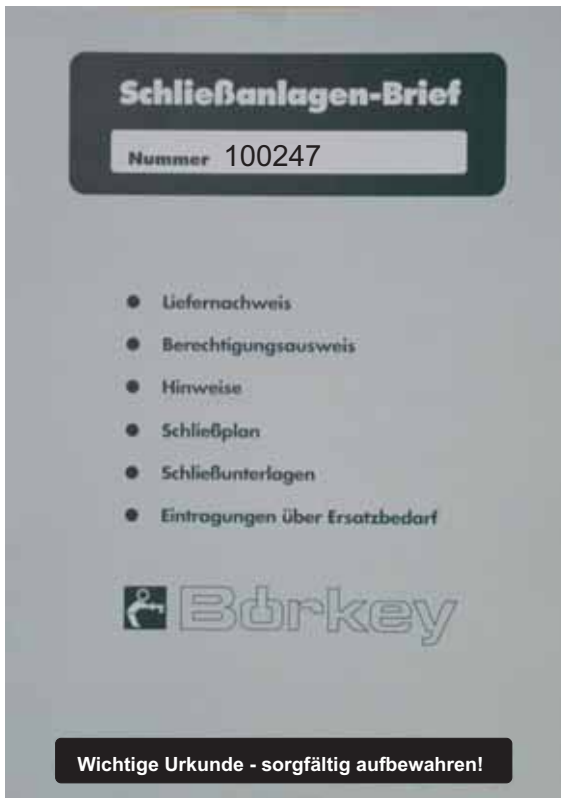 Schließanlagen-Brief
Nummer 100247
Liefernachweis
Berechtigungsausweis
Hinweise
Schließplan
Schließunterlagen
Eintragungen über Ersatzbedarf
Börkey
Wichtige Urkunde - sorgfältig aufbewahren!